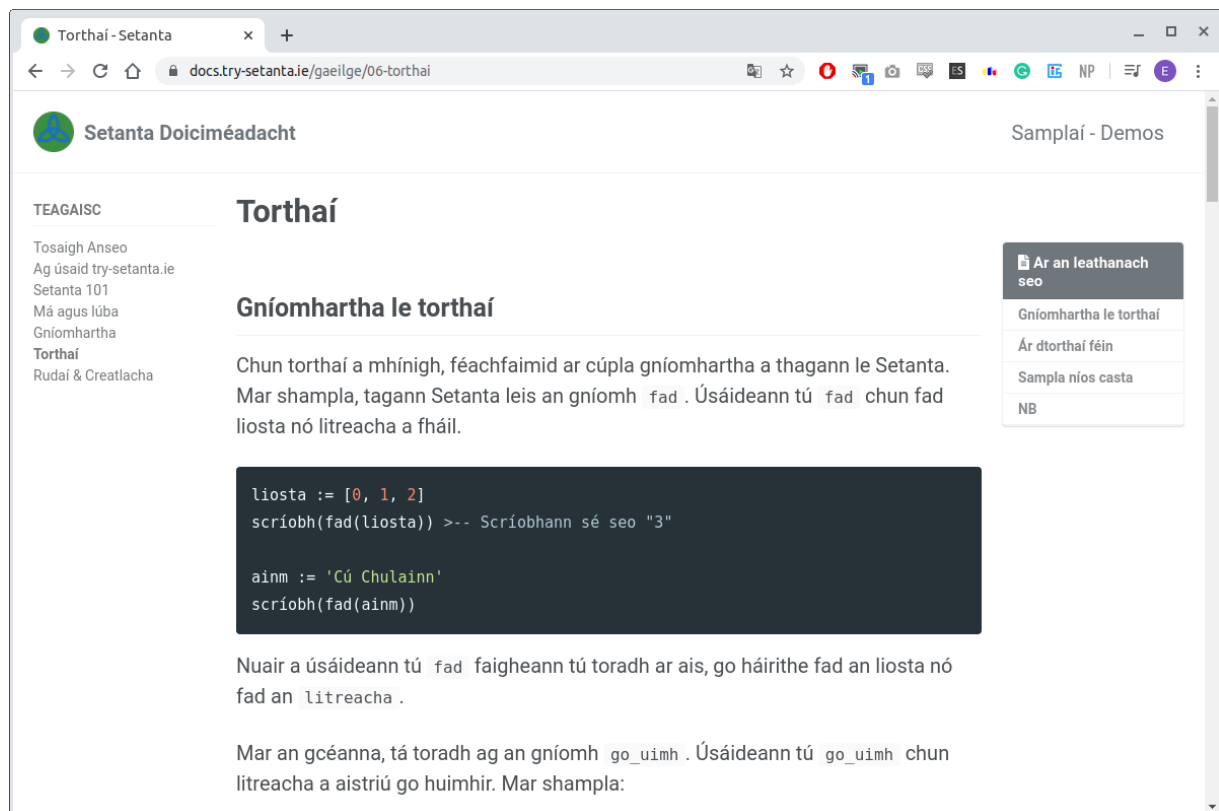 Torthaí - Setanta
docs.try-setanta.ie/gaeilge/06-torthai
1
ES
NP
E
Setanta Doiciméadacht
Samplaí - Demos
TEAGAISC
Tosaigh Anseo
Ag úsaid try-setanta.ie
Setanta 101
Má agus lúba
Gníomhartha
Torthaí
Rudaí & Creatlacha
Torthaí
Gníomhartha le torthaí
Chun torthaí a mhínigh, féachfaimid ar cúpla gníomhartha a thagann le Setanta.
Mar shampla, tagann Setanta leis an gníomh fad . Úsáideann tú fad chun fad
liosta nó litreacha a fháil.
liosta := [0, 1, 2]
scríobh(fad(liosta)) >-- Scríobhann sé seo "3"
ainm := 'Cú Chulainn'
scríobh(fad(ainm))
Nuair a úsáideann tú fad faigheann tú toradh ar ais, go háirithe fad an liosta nó
fad an litreacha .
Mar an gcéanna, tá toradh ag an gníomh go_uimh . Úsáideann tú go_uimh chun
litreacha a aistriú go huimhir. Mar shampla:
Ar an leathanach
seo
Gníomhartha le torthaí
Ár dtorthaí féin
Sampla níos casta
NB